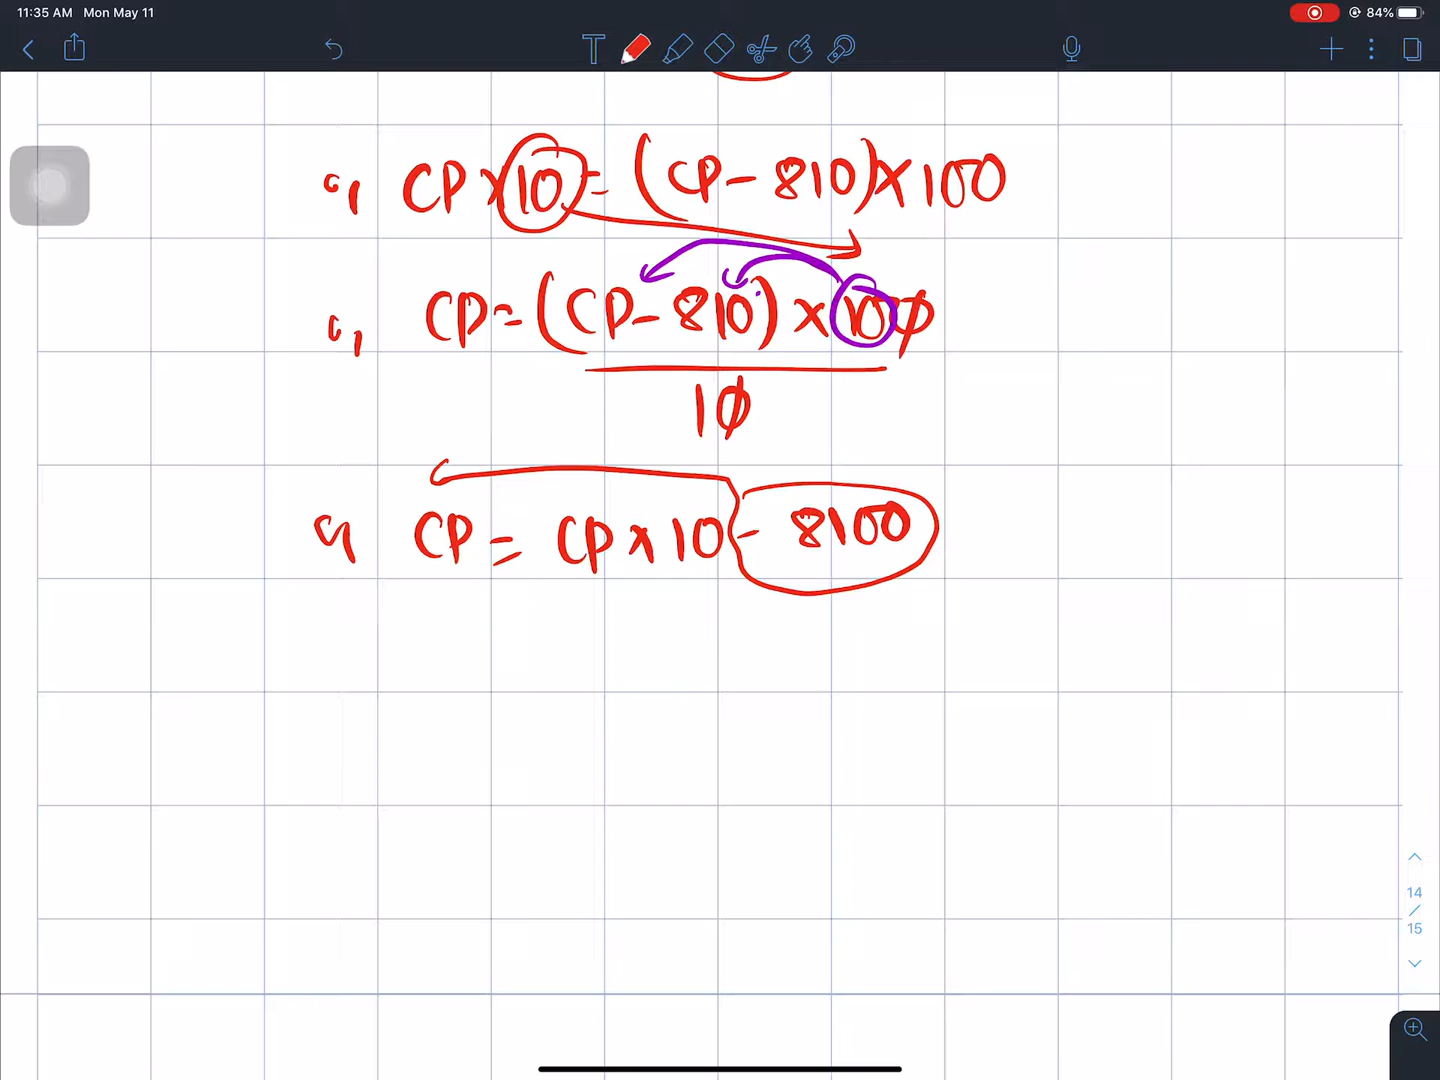 11:35 AM Mon May 11
84%
T
CP × 10 = (CP - 810) × 100
CP = (CP - 810) × 100
10
CP = CP × 10 - 8100
14
/
15